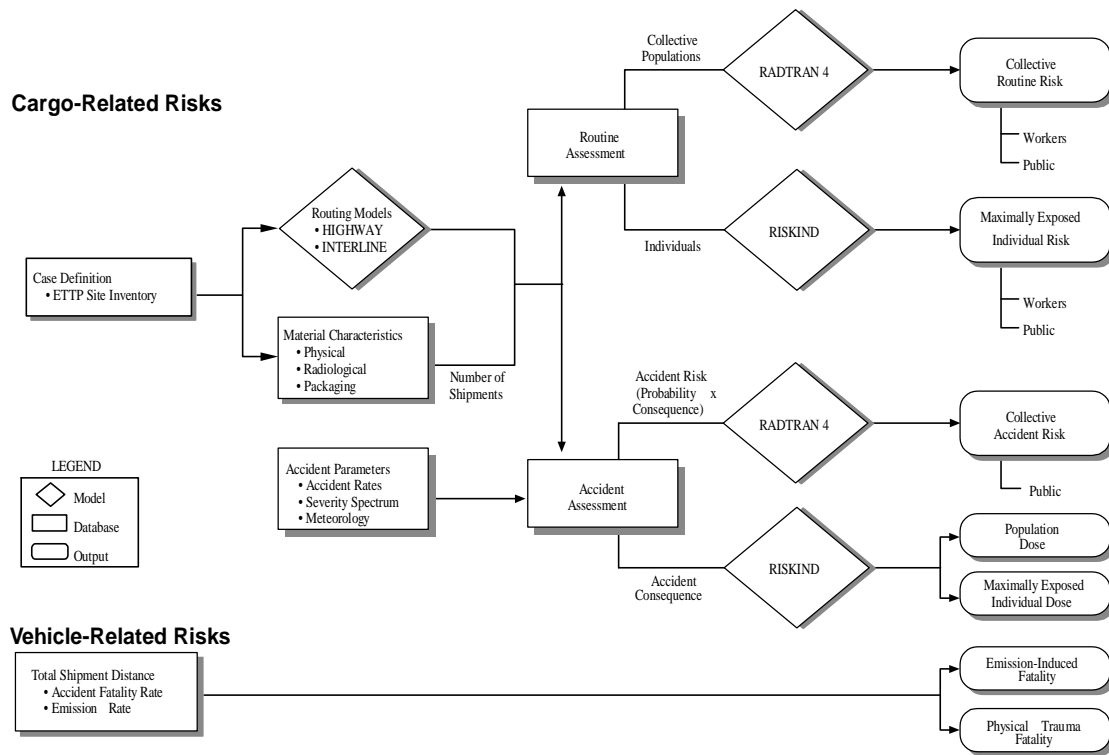 Cargo-Related Risks
Case Definition
• ETTP Site Inventory
Routing Models
• HIGHWAY
• INTERLINE
Material Characteristics
• Physical
• Radiological
• Packaging
Number of
Shipments
Accident Parameters
• Accident Rates
• Severity Spectrum
• Meteorology
Routine
Assessment
Collective
Populations
RADTRAN 4
Collective
Routine Risk
Workers
Public
Individuals
RISKIND
Maximally Exposed
Individual Risk
Workers
Public
Accident
Assessment
Accident Risk
(Probability x
Consequence)
RADTRAN 4
Collective
Accident Risk
Public
Accident
Consequence
RISKIND
Population
Dose
Maximally Exposed
Individual Dose
LEGEND
Model
Database
Output
Vehicle-Related Risks
Total Shipment Distance
• Accident Fatality Rate
• Emission Rate
Emission-Induced
Fatality
Physical Trauma
Fatality